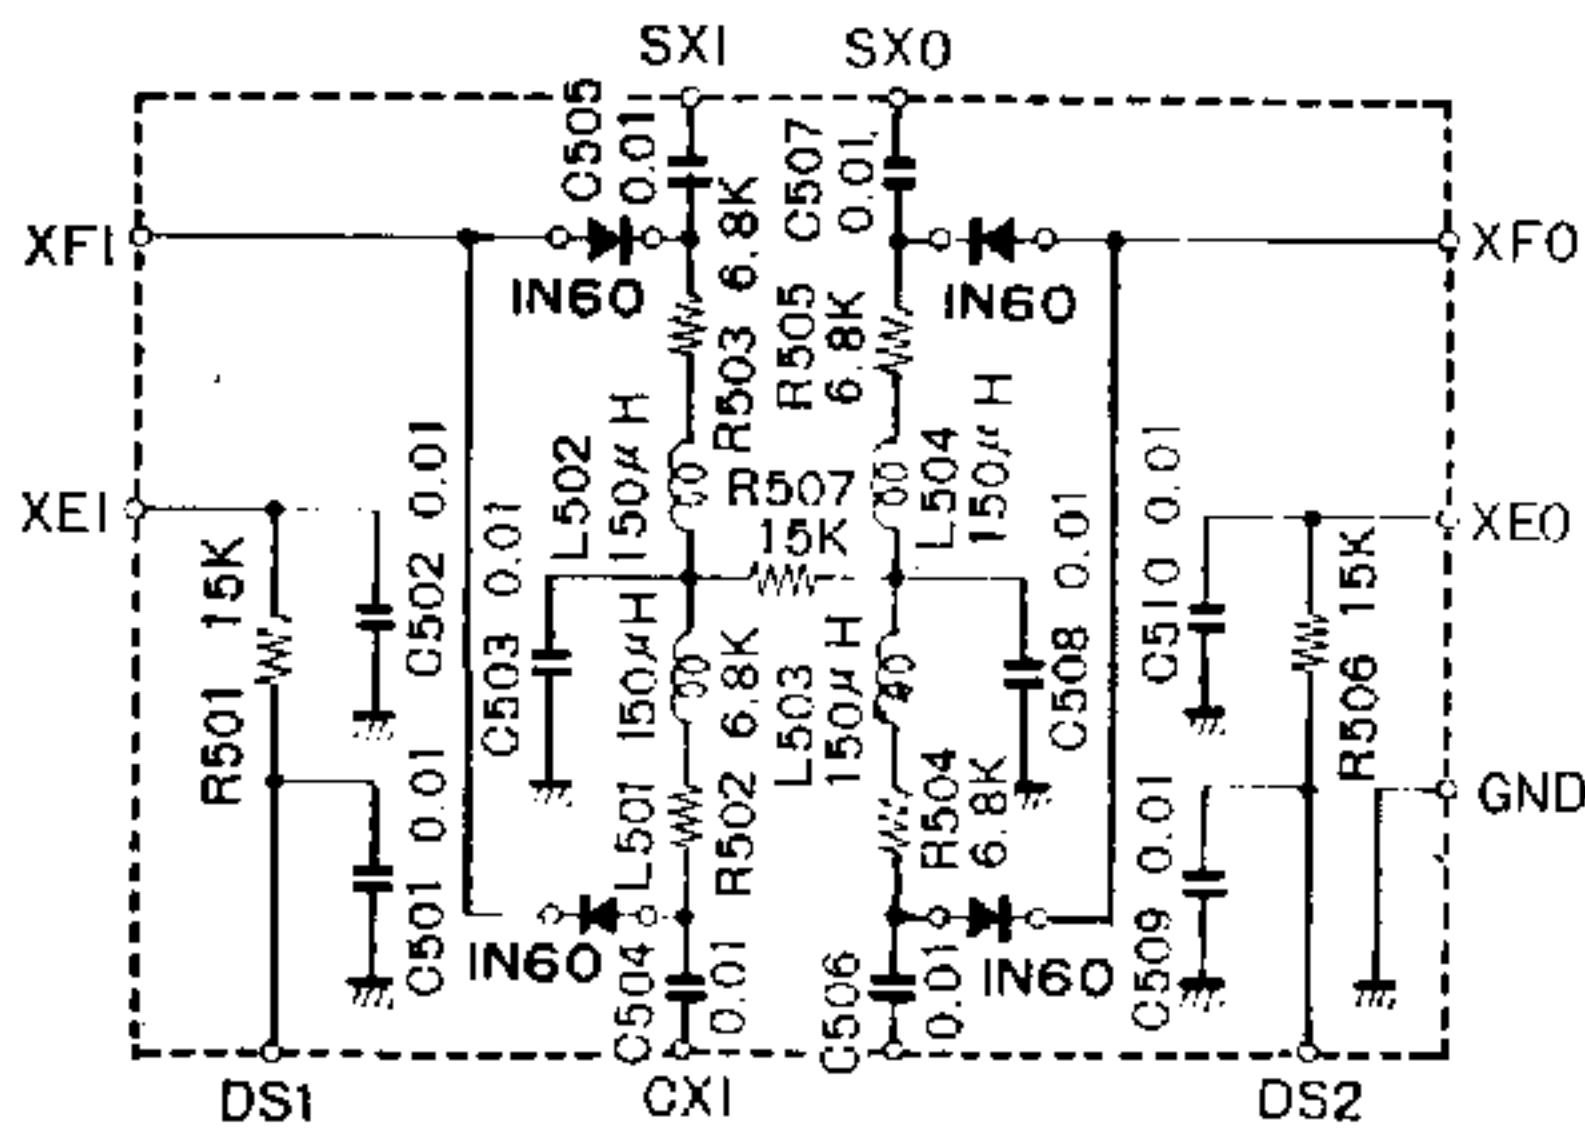 SXI
SXO
C505
0.01
C507
0.01
XFI
XFO
IN60
IN60
R503 6.8K
R505
6.8K
L502
150μH
L504
150μH
R507
15K
XEI
XEO
R501 15K
C502 0.01
C503 0.01
C508 0.01
C510 0.01
R506 15K
L501 150μH
R502 6.8K
L503
150μH
R504
6.8K
GND
C501 0.01
C509 0.01
IN60
IN60
C504
0.01
C506
0.01
DS1
CXI
DS2